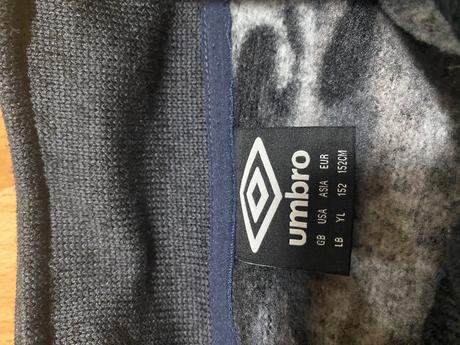 umbro
GB USA ASIA EUR
LB YL 152 152CM